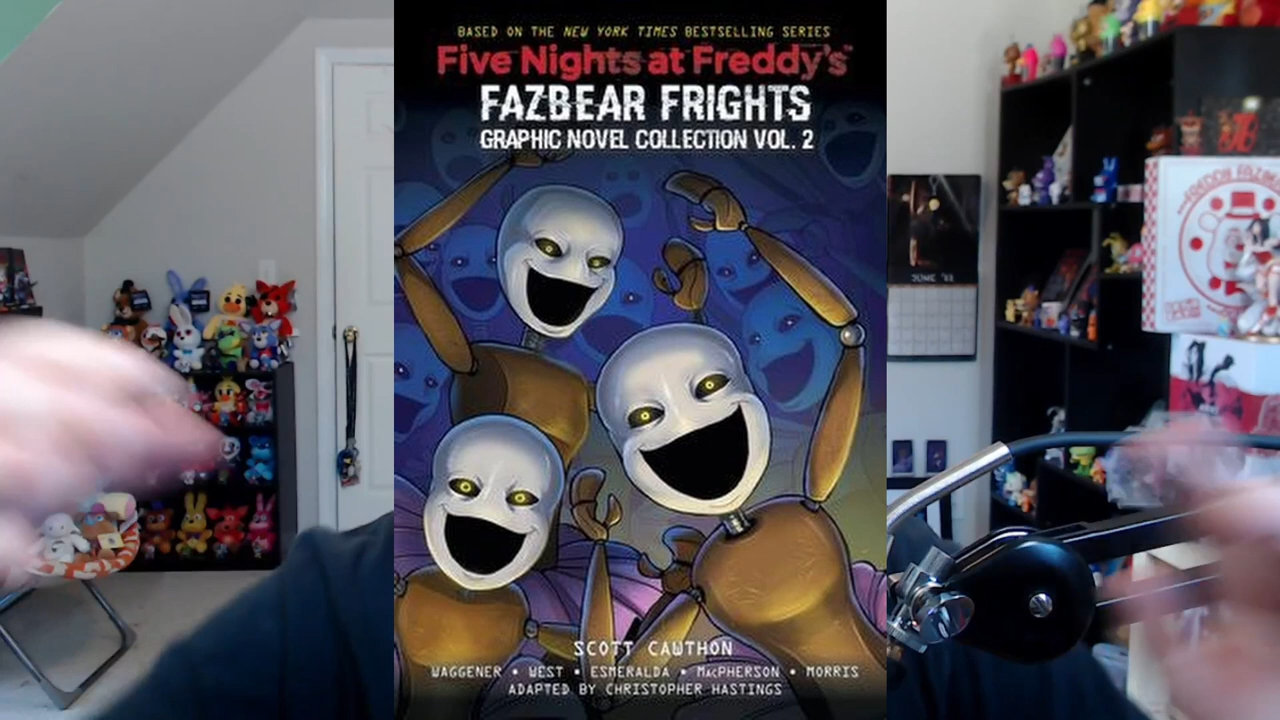 BASED ON THE NEW YORK TIMES BESTSELLING SERIES
Five Nights at Freddy's™
FAZBEAR FRIGHTS
GRAPHIC NOVEL COLLECTION VOL. 2
SCOTT CAWTHON
WAGGENER • WEST • ESMERALDA • MacPHERSON • MORRIS
ADAPTED BY CHRISTOPHER HASTINGS